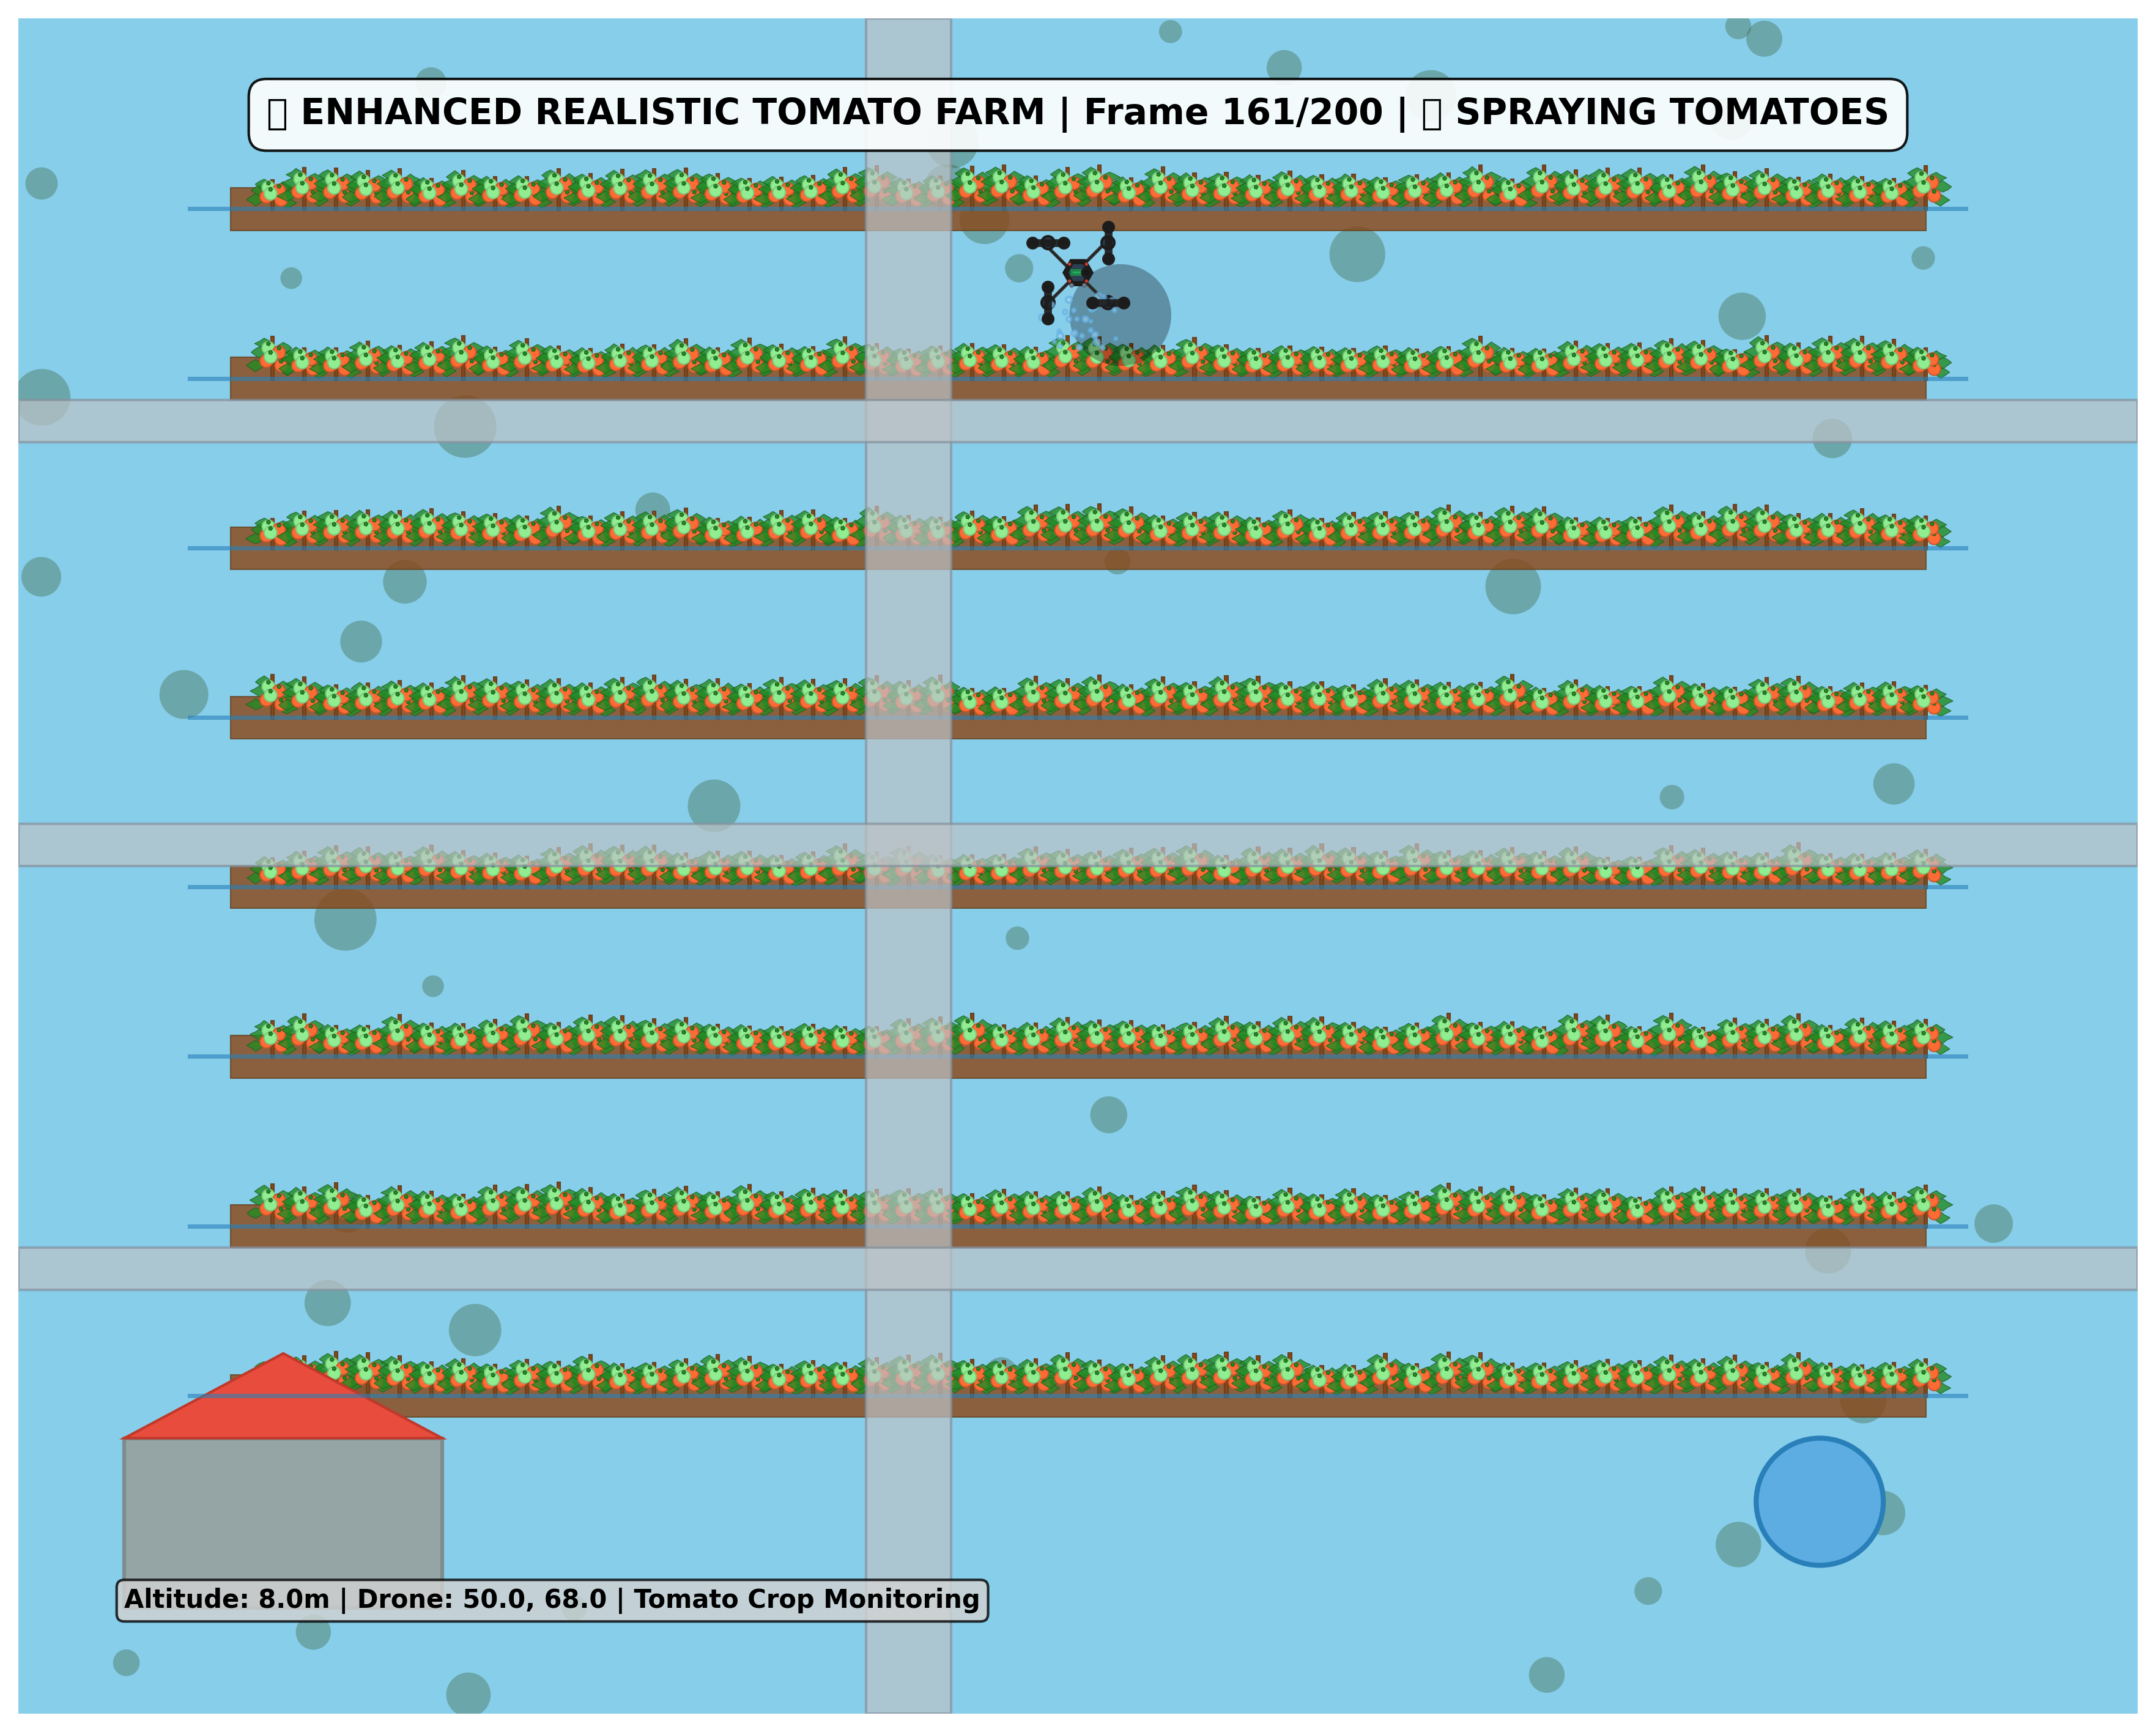 ▯ ENHANCED REALISTIC TOMATO FARM | Frame 161/200 | ▯ SPRAYING TOMATOES
Altitude: 8.0m | Drone: 50.0, 68.0 | Tomato Crop Monitoring